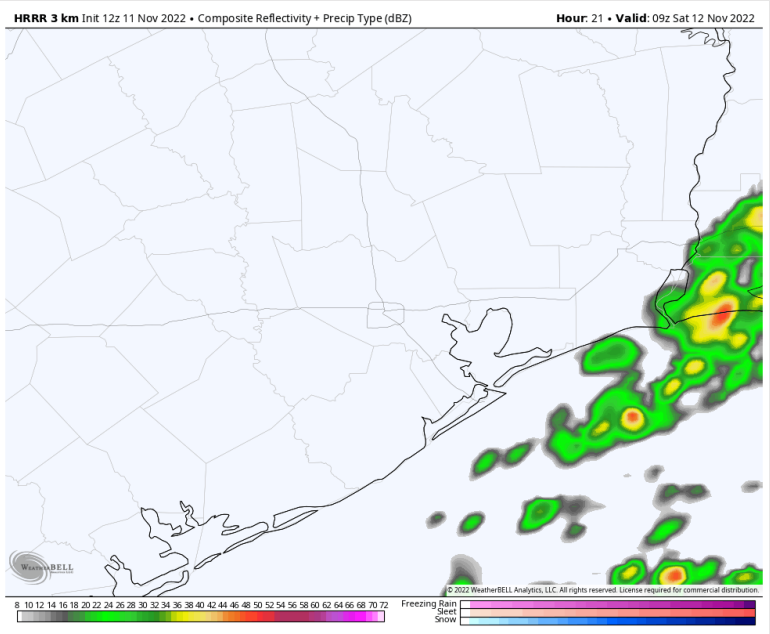 HRRR 3 km Init 12z 11 Nov 2022 • Composite Reflectivity + Precip Type (dBZ)
Hour: 21 • Valid: 09z Sat 12 Nov 2022
WEATHERBELL
© 2022 WeatherBELL Analytics, LLC. All rights reserved. License required for commercial distribution.
8 10 12 14 16 18 20 22 24 26 28 30 32 34 36 38 40 42 44 46 48 50 52 54 56 58 60 62 64 66 68 70 72
Freezing Rain
Sleet
Snow